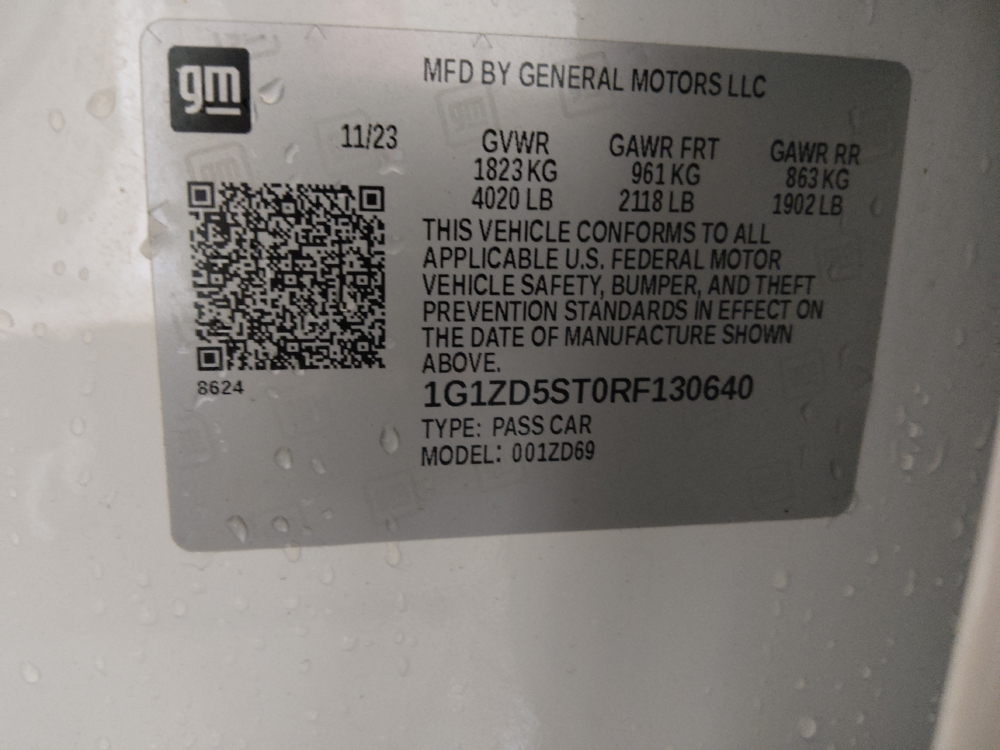 gm
MFD BY GENERAL MOTORS LLC
11/23 GVWR GAWR FRT GAWR RR
1823 KG 961 KG 863 KG
4020 LB 2118 LB 1902 LB
THIS VEHICLE CONFORMS TO ALL
APPLICABLE U.S. FEDERAL MOTOR
VEHICLE SAFETY, BUMPER, AND THEFT
PREVENTION STANDARDS IN EFFECT ON
THE DATE OF MANUFACTURE SHOWN
ABOVE.
8624
1G1ZD5ST0RF130640
TYPE: PASS CAR
MODEL: 001ZD69